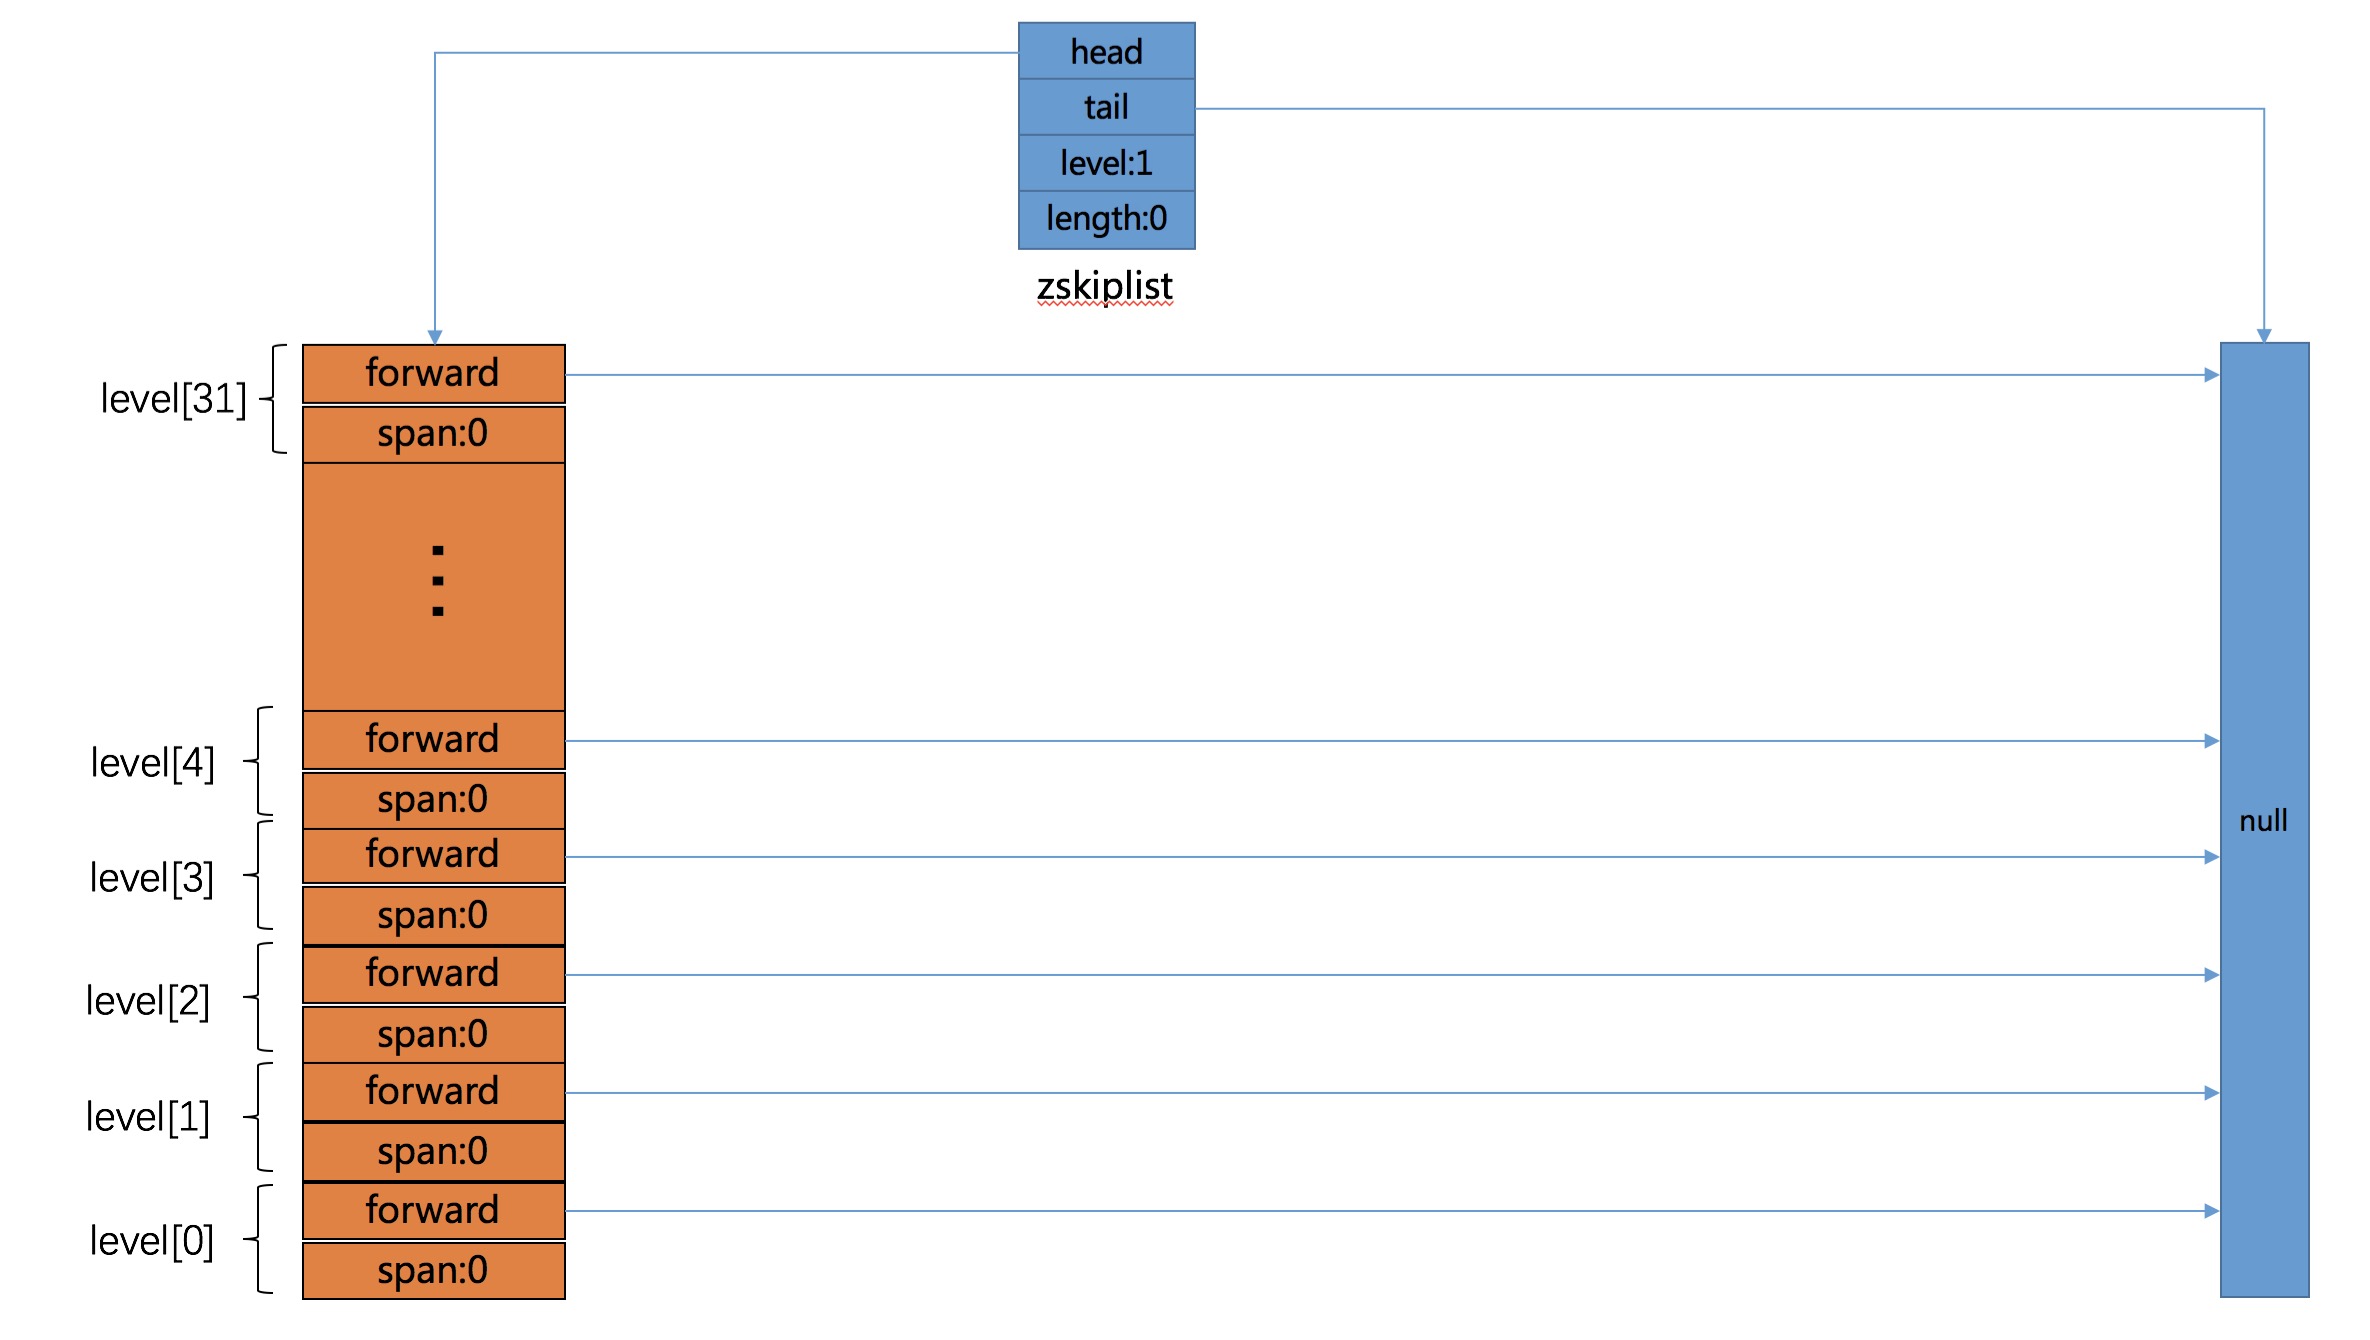 head
tail
level:1
length:0
zskiplist
level[31]
forward
span:0
level[4]
forward
span:0
level[3]
forward
span:0
level[2]
forward
span:0
level[1]
forward
span:0
level[0]
forward
span:0
null